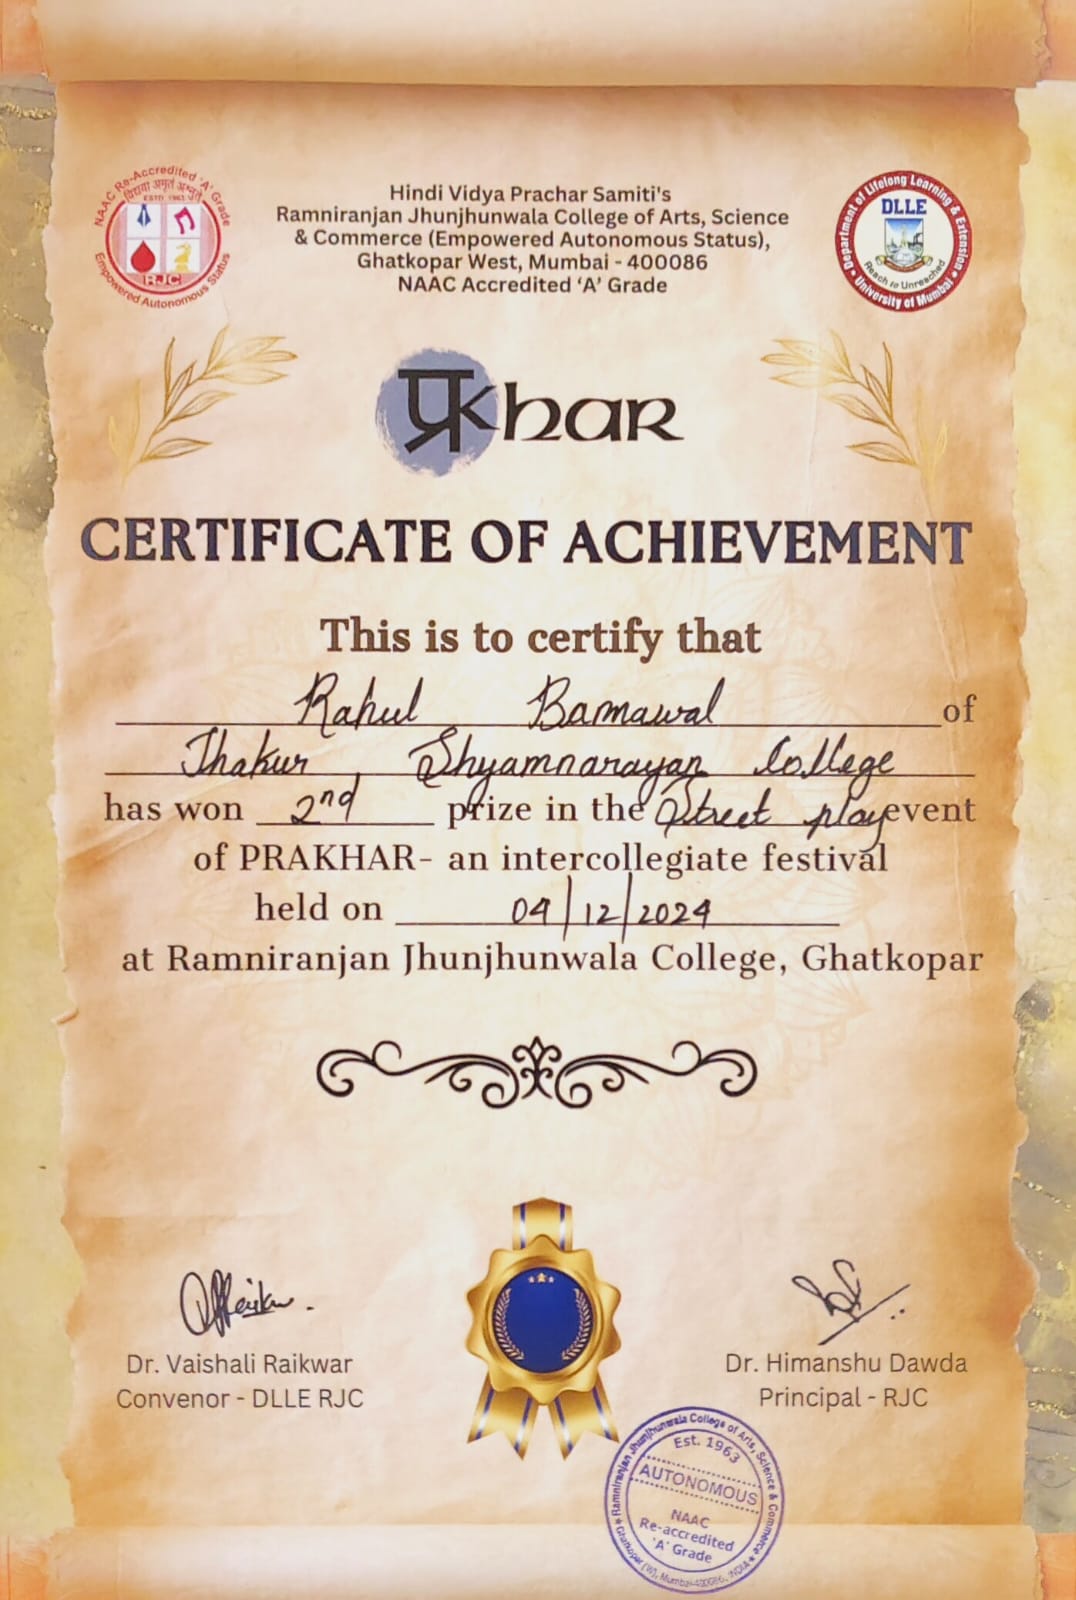 NAAC Re-Accredited 'A' Grade
विद्यया अमृतं अश्नुते
ESTD 1963
RJC
Empowered Autonomous Status
Hindi Vidya Prachar Samiti's
Ramniranjan Jhunjhunwala College of Arts, Science
& Commerce (Empowered Autonomous Status),
Ghatkopar West, Mumbai - 400086
NAAC Accredited ‘A’ Grade
Department of Lifelong Learning & Extension
DLLE
Reach to Unreached
University of Mumbai
प्रkhar
CERTIFICATE OF ACHIEVEMENT
This is to certify that
Rahul Barnawal of
Thakur, Shyamnarayan College
has won 2nd prize in the Street play event
of PRAKHAR- an intercollegiate festival
held on 04/12/2024
at Ramniranjan Jhunjhunwala College, Ghatkopar
Dr. Vaishali Raikwar
Convenor - DLLE RJC
Dr. Himanshu Dawda
Principal - RJC
Ramniranjan Jhunjhunwala College of Arts, Science & Commerce
Est. 1963
AUTONOMOUS
NAAC
Re-accredited
'A' Grade
Ghatkopar (W), Mumbai-400086, INDIA